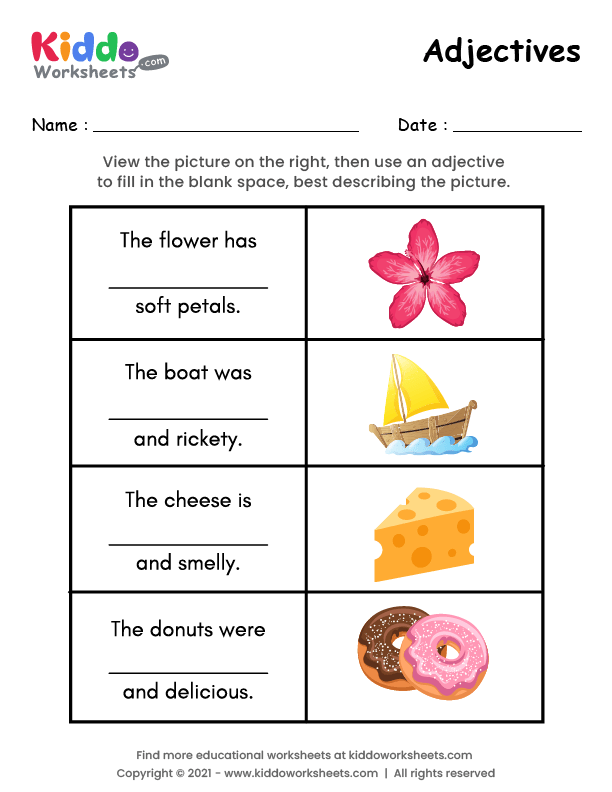 Kiddo
Worksheets.com
Adjectives
Name : ____________________ Date : __________
View the picture on the right, then use an adjective
to fill in the blank space, best describing the picture.
The flower has
____________
soft petals.
The boat was
____________
and rickety.
The cheese is
____________
and smelly.
The donuts were
____________
and delicious.
Find more educational worksheets at kiddoworksheets.com
Copyright © 2021 - www.kiddoworksheets.com | All rights reserved